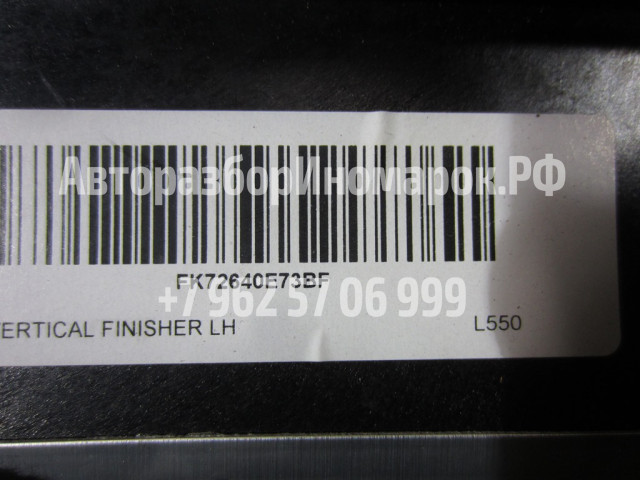 АвторазборИномарок.РФ
FK72640E73BF
+7 962 57 06 999
ERTICAL FINISHER LH L550